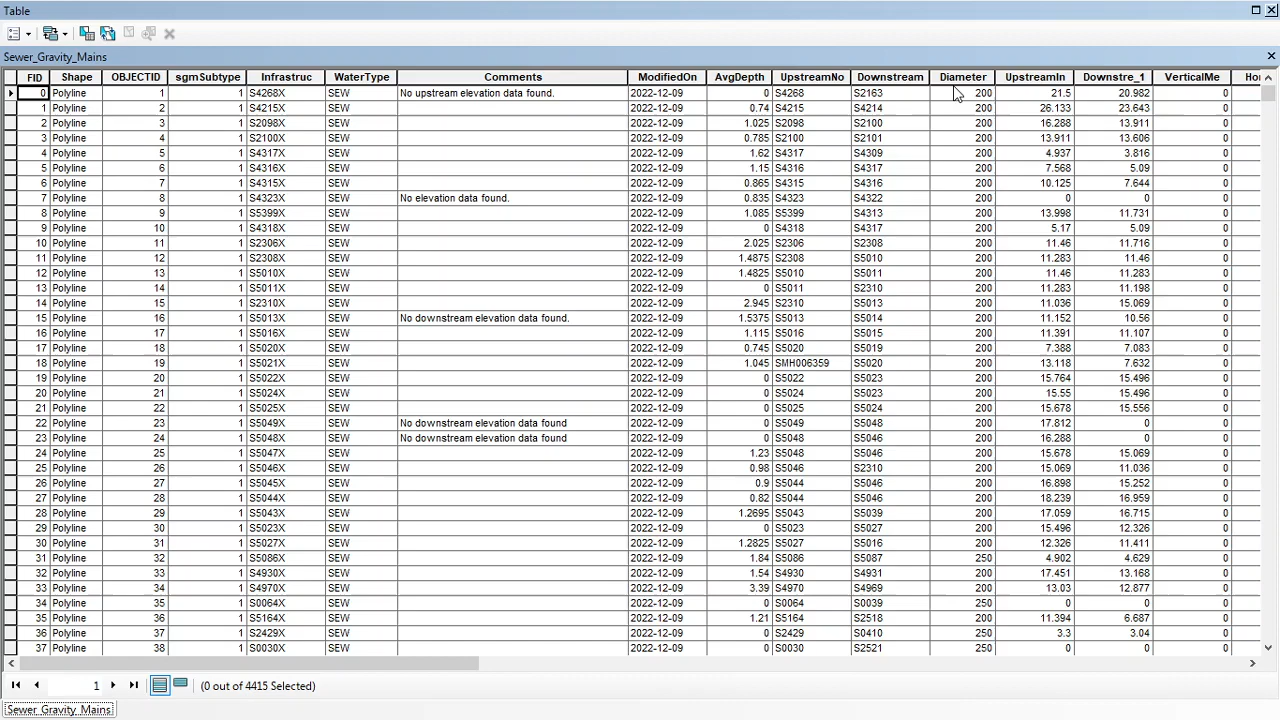 Table
Sewer_Gravity_Mains
FID Shape OBJECTID sgmSubtype Infrastruc WaterType Comments ModifiedOn AvgDepth UpstreamNo Downstream Diameter UpstreamIn Downstre_1 VerticalMe Hor
0 Polyline 1 1 S4268X SEW No upstream elevation data found. 2022-12-09 0 S4268 S2163 200 21.5 20.982 0
1 Polyline 2 1 S4215X SEW 2022-12-09 0.74 S4215 S4214 200 26.133 23.643 0
2 Polyline 3 1 S2098X SEW 2022-12-09 1.025 S2098 S2100 200 16.288 13.911 0
3 Polyline 4 1 S2100X SEW 2022-12-09 0.785 S2100 S2101 200 13.911 13.606 0
4 Polyline 5 1 S4317X SEW 2022-12-09 1.62 S4317 S4309 200 4.937 3.816 0
5 Polyline 6 1 S4316X SEW 2022-12-09 1.15 S4316 S4317 200 7.568 5.09 0
6 Polyline 7 1 S4315X SEW 2022-12-09 0.865 S4315 S4316 200 10.125 7.644 0
7 Polyline 8 1 S4323X SEW No elevation data found. 2022-12-09 0.835 S4323 S4322 200 0 0 0
8 Polyline 9 1 S5399X SEW 2022-12-09 1.085 S5399 S4313 200 13.998 11.731 0
9 Polyline 10 1 S4318X SEW 2022-12-09 0 S4318 S4317 200 5.17 5.09 0
10 Polyline 11 1 S2306X SEW 2022-12-09 2.025 S2306 S2308 200 11.46 11.716 0
11 Polyline 12 1 S2308X SEW 2022-12-09 1.4875 S2308 S5010 200 11.283 11.46 0
12 Polyline 13 1 S5010X SEW 2022-12-09 1.4825 S5010 S5011 200 11.46 11.283 0
13 Polyline 14 1 S5011X SEW 2022-12-09 0 S5011 S2310 200 11.283 11.198 0
14 Polyline 15 1 S2310X SEW 2022-12-09 2.945 S2310 S5013 200 11.036 15.069 0
15 Polyline 16 1 S5013X SEW No downstream elevation data found. 2022-12-09 1.5375 S5013 S5014 200 11.152 10.56 0
16 Polyline 17 1 S5016X SEW 2022-12-09 1.115 S5016 S5015 200 11.391 11.107 0
17 Polyline 18 1 S5020X SEW 2022-12-09 0.745 S5020 S5019 200 7.388 7.083 0
18 Polyline 19 1 S5021X SEW 2022-12-09 1.045 SMH006359 S5020 200 13.118 7.632 0
19 Polyline 20 1 S5022X SEW 2022-12-09 0 S5022 S5023 200 15.764 15.496 0
20 Polyline 21 1 S5024X SEW 2022-12-09 0 S5024 S5023 200 15.55 15.496 0
21 Polyline 22 1 S5025X SEW 2022-12-09 0 S5025 S5024 200 15.678 15.556 0
22 Polyline 23 1 S5049X SEW No downstream elevation data found 2022-12-09 0 S5049 S5048 200 17.812 0 0
23 Polyline 24 1 S5048X SEW No downstream elevation data found 2022-12-09 0 S5048 S5046 200 16.288 0 0
24 Polyline 25 1 S5047X SEW 2022-12-09 1.23 S5048 S5046 200 15.678 15.069 0
25 Polyline 26 1 S5046X SEW 2022-12-09 0.98 S5046 S2310 200 15.069 11.036 0
26 Polyline 27 1 S5045X SEW 2022-12-09 0.9 S5044 S5046 200 16.898 15.252 0
27 Polyline 28 1 S5044X SEW 2022-12-09 0.82 S5044 S5046 200 18.239 16.959 0
28 Polyline 29 1 S5043X SEW 2022-12-09 1.2695 S5043 S5039 200 17.059 16.715 0
29 Polyline 30 1 S5023X SEW 2022-12-09 0 S5023 S5027 200 15.496 12.326 0
30 Polyline 31 1 S5027X SEW 2022-12-09 1.2825 S5027 S5016 200 12.326 11.411 0
31 Polyline 32 1 S5086X SEW 2022-12-09 1.84 S5086 S5087 250 4.902 4.629 0
32 Polyline 33 1 S4930X SEW 2022-12-09 1.54 S4930 S4931 200 17.451 13.168 0
33 Polyline 34 1 S4970X SEW 2022-12-09 3.39 S4970 S4969 200 13.03 12.877 0
34 Polyline 35 1 S0064X SEW 2022-12-09 0 S0064 S0039 250 0 0 0
35 Polyline 36 1 S5164X SEW 2022-12-09 1.21 S5164 S2518 200 11.394 6.687 0
36 Polyline 37 1 S2429X SEW 2022-12-09 0 S2429 S0410 250 3.3 3.04 0
37 Polyline 38 1 S0030X SEW 2022-12-09 0 S0030 S2521 250 0 0 0
1 (0 out of 4415 Selected)
Sewer_Gravity_Mains